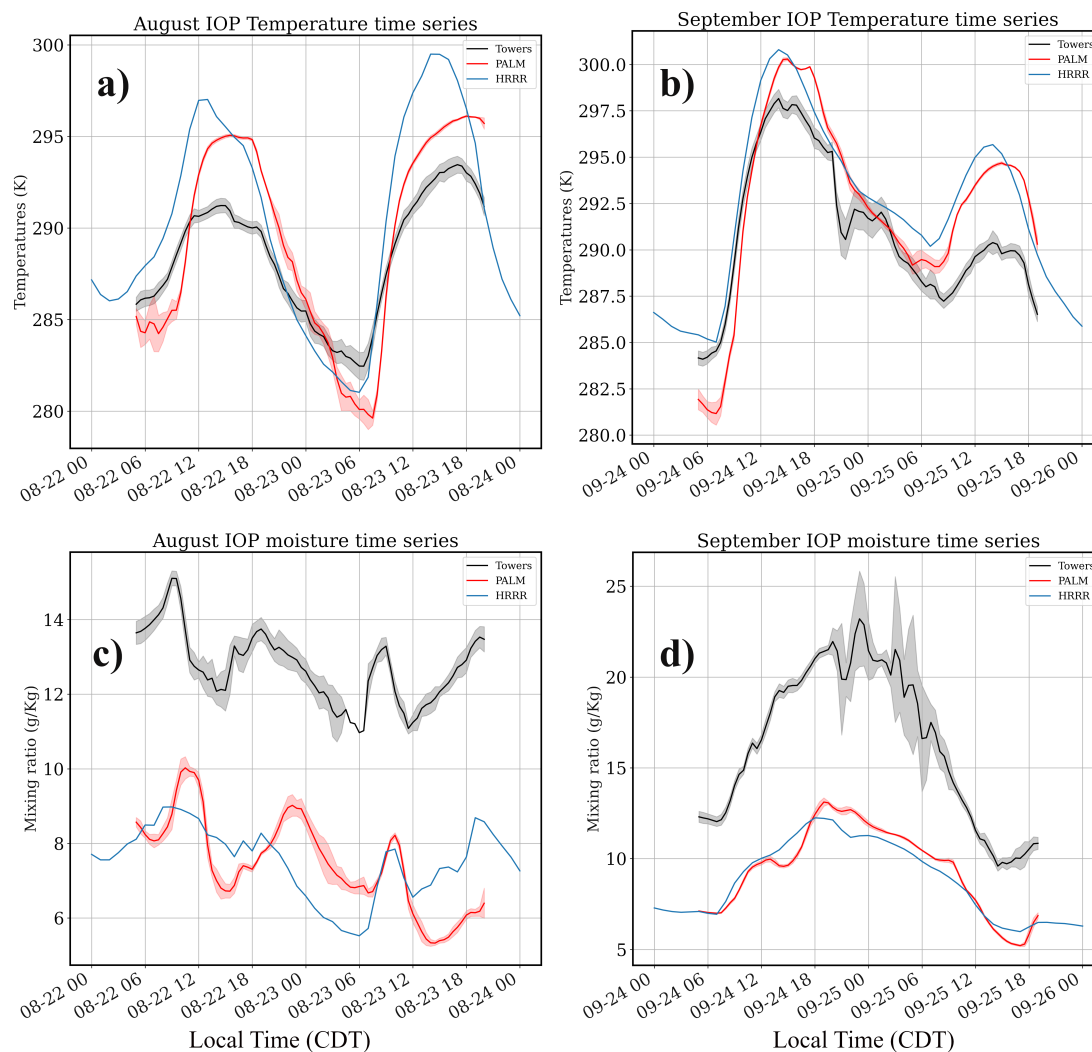 August IOP Temperature time series
a)
Towers
PALM
HRRR
Temperatures (K)
300
295
290
285
280
08-22 00
08-22 06
08-22 12
08-22 18
08-23 00
08-23 06
08-23 12
08-23 18
08-24 00
September IOP Temperature time series
b)
Towers
PALM
HRRR
Temperatures (K)
300.0
297.5
295.0
292.5
290.0
287.5
285.0
282.5
280.0
09-24 00
09-24 06
09-24 12
09-24 18
09-25 00
09-25 06
09-25 12
09-25 18
09-26 00
August IOP moisture time series
c)
Towers
PALM
HRRR
Mixing ratio (g/Kg)
14
12
10
8
6
08-22 00
08-22 06
08-22 12
08-22 18
08-23 00
08-23 06
08-23 12
08-23 18
08-24 00
Local Time (CDT)
September IOP moisture time series
d)
Towers
PALM
HRRR
Mixing ratio (g/Kg)
25
20
15
10
5
09-24 00
09-24 06
09-24 12
09-24 18
09-25 00
09-25 06
09-25 12
09-25 18
09-26 00
Local Time (CDT)